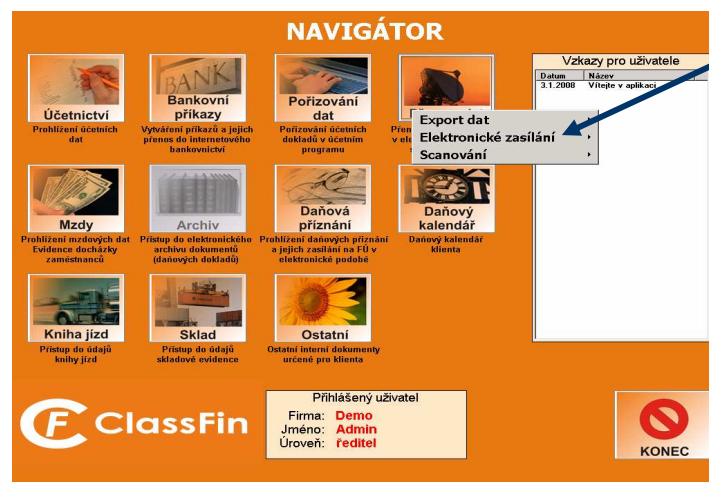 NAVIGÁTOR
Účetnictví
Prohlížení účetních
dat
BANK
Bankovní
příkazy
Vytváření příkazů a jejich
přenos do internetového
bankovnictví
Pořizování
dat
Pořizování účetních
dokladů v účetním
programu
Export dat
Elektronické zasílání
Scanování
Vzkazy pro uživatele
Datum Název
3.1.2008 Vítejte v aplikaci
Mzdy
Prohlížení mzdových dat
Evidence docházky
zaměstnanců
Archiv
Přístup do elektronického
archivu dokumentů
(daňových dokladů)
Daňová
přiznání
Prohlížení daňových přiznání
a jejich zasílání na FÚ v
elektronické podobě
Daňový
kalendář
Daňový kalendář
klienta
Kniha jízd
Přístup do údajů
knihy jízd
Sklad
Přístup do údajů
skladové evidence
Ostatní
Ostatní interní dokumenty
určené pro klienta
CF ClassFin
Přihlášený uživatel
Firma: Demo
Jméno: Admin
Úroveň: ředitel
KONEC